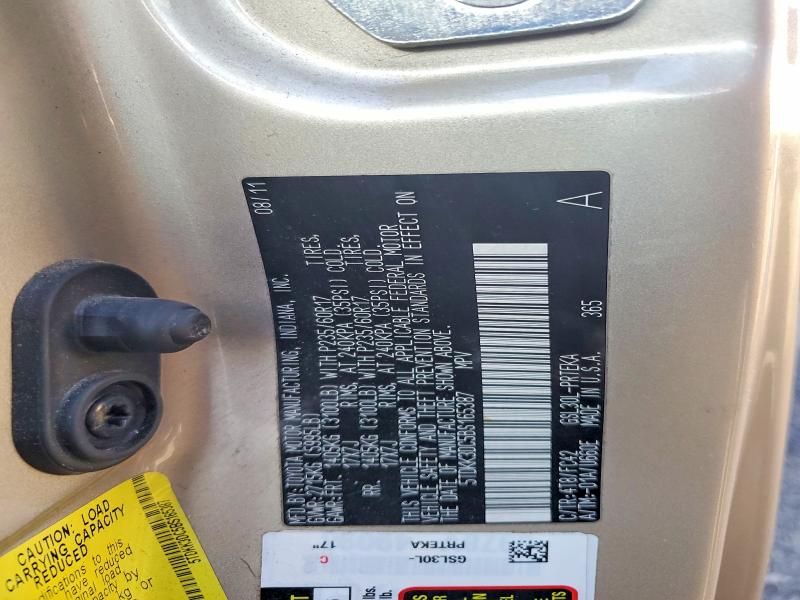 MFD.BY: TOYOTA MOTOR MANUFACTURING, INDIANA, INC. 08/11
GVWR: 2715KG (5995LB)
GAWR: FRT. 1405KG (3100LB) WITH P235/60R17 TIRES,
17X7J RIMS, AT 240KPA (35PSI) COLD.
RR. 1405KG (3100LB) WITH P235/60R17 TIRES,
17X7J RIMS, AT 240KPA (35PSI) COLD.
THIS VEHICLE CONFORMS TO ALL APPLICABLE FEDERAL MOTOR
VEHICLE SAFETY AND THEFT PREVENTION STANDARDS IN EFFECT ON
THE DATE OF MANUFACTURE SHOWN ABOVE.
MPV
C/TR: 4T8/FC42 GSL30L-PRTEKA 365
A/TM: -01A/U660E MADE IN U.S.A.
A
GSL30L-
PRTEKA
17" C
CAUTION: LOAD
CARRYING CAPACITY
REDUCED
have reduced